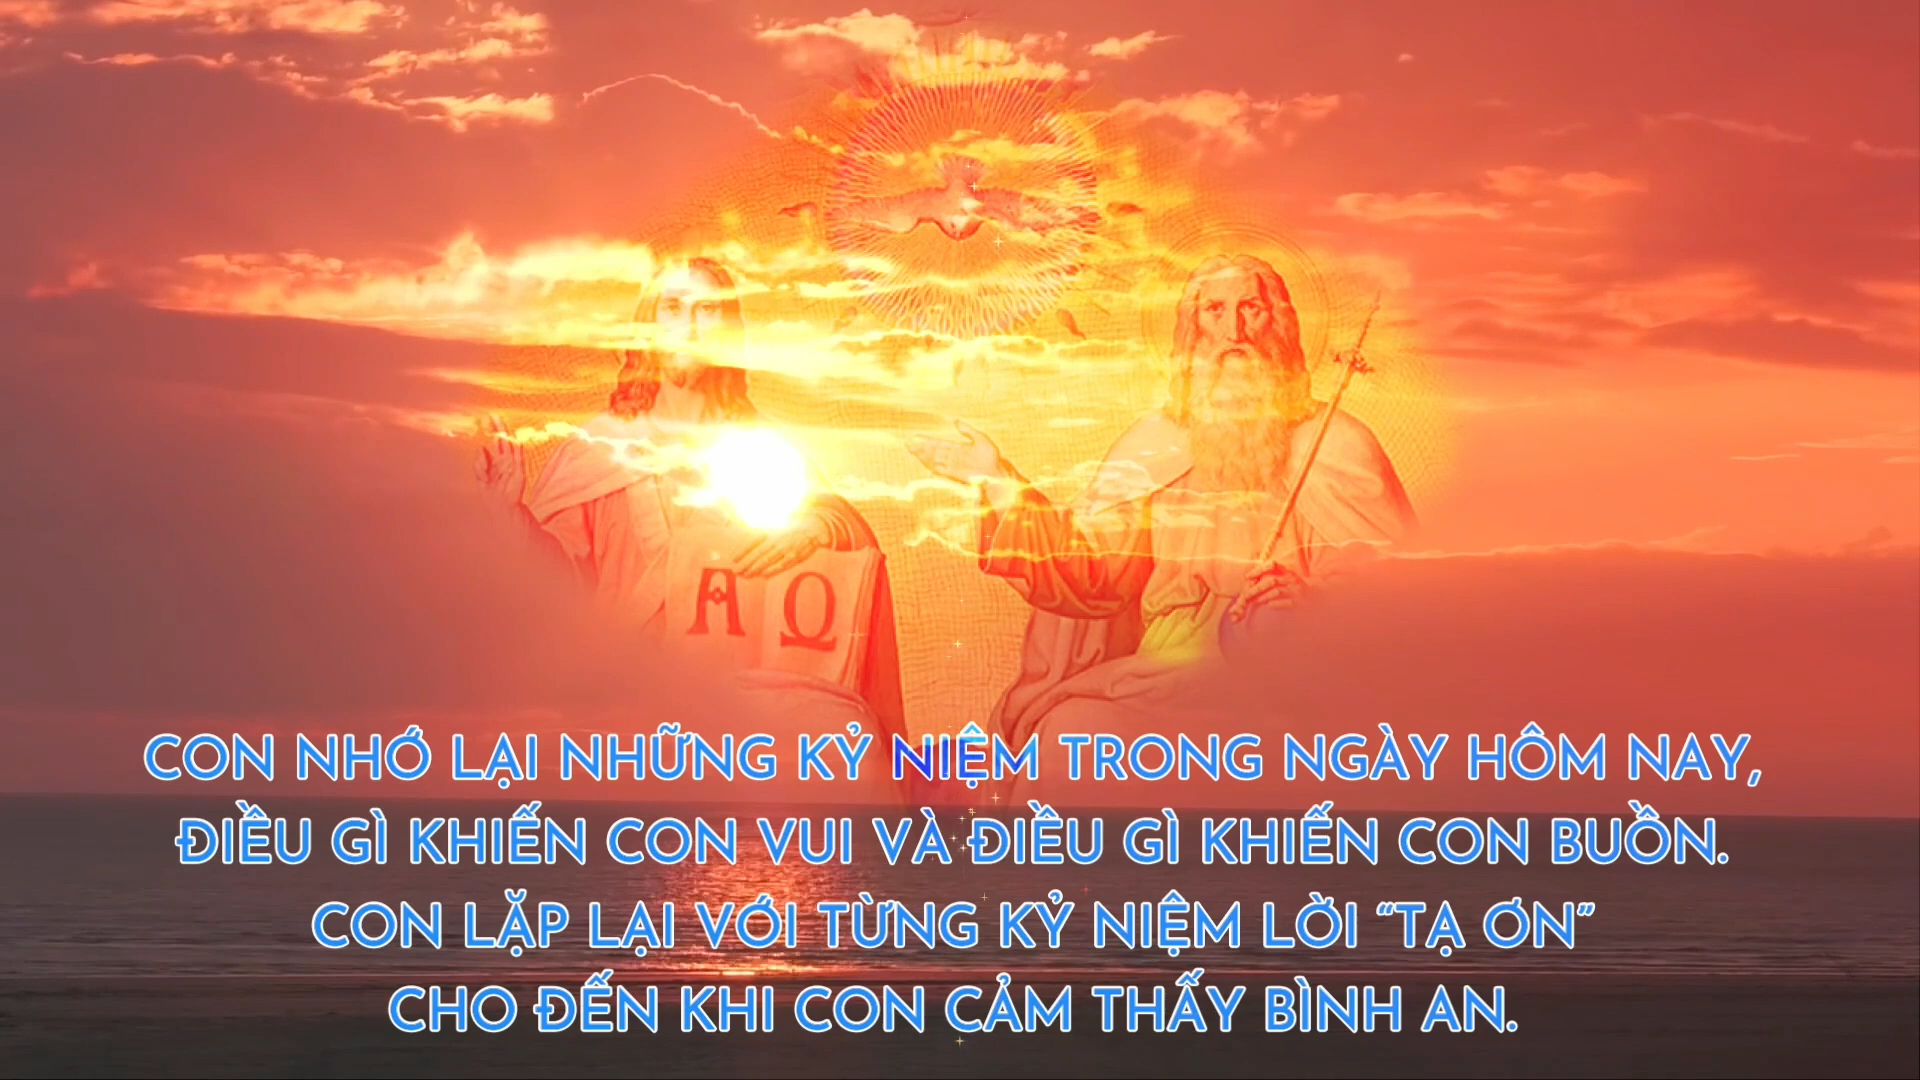 Α Ω
CON NHỚ LẠI NHỮNG KỶ NIỆM TRONG NGÀY HÔM NAY,
ĐIỀU GÌ KHIẾN CON VUI VÀ ĐIỀU GÌ KHIẾN CON BUỒN.
CON LẶP LẠI VỚI TỪNG KỶ NIỆM LỜI “TẠ ƠN”
CHO ĐẾN KHI CON CẢM THẤY BÌNH AN.